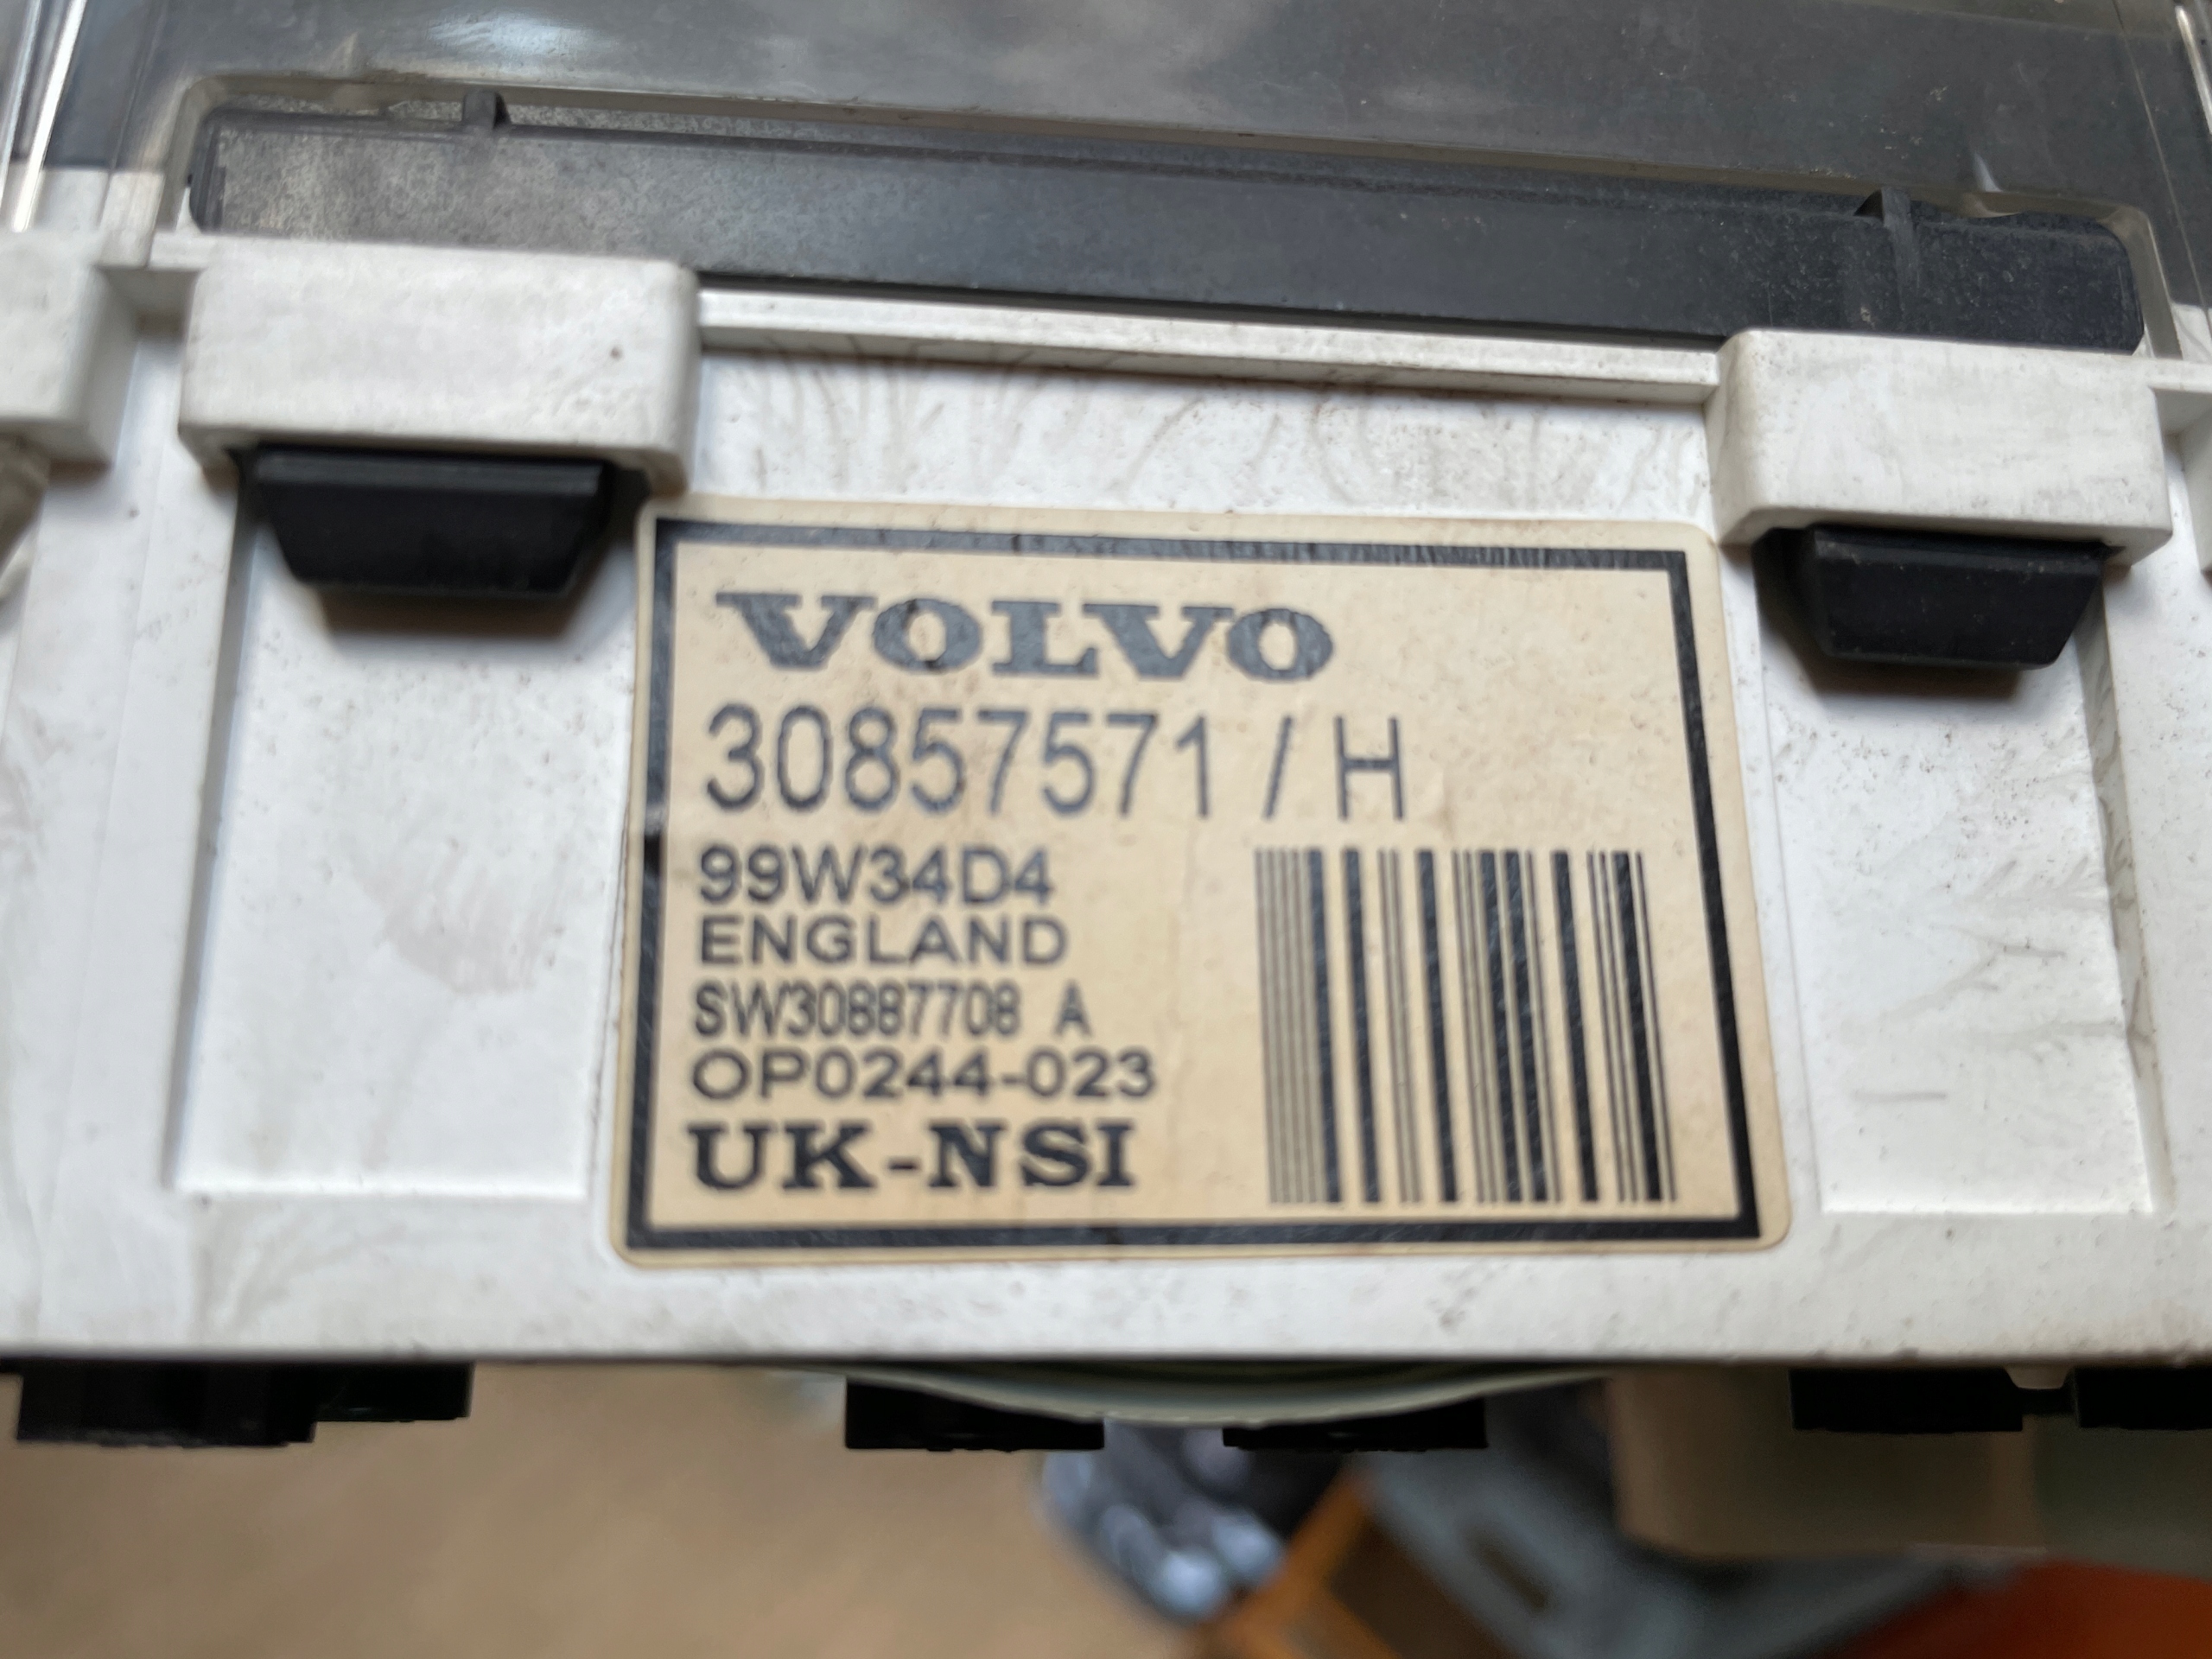 VOLVO
30857571 / H
99W34D4
ENGLAND
SW30887708 A
OP0244-023
UK-NSI